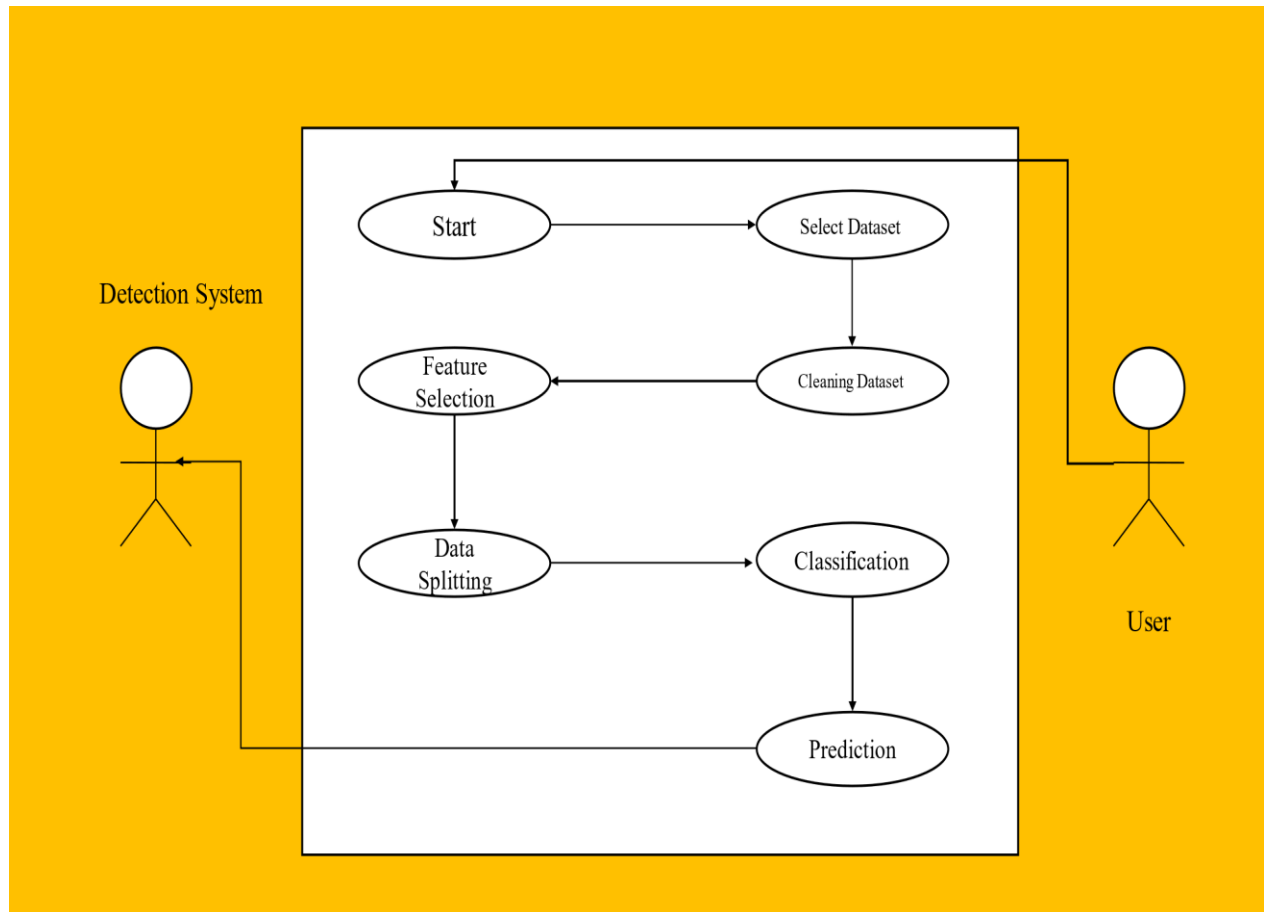 Start
Select Dataset
Detection System
Feature
Selection
Cleaning Dataset
Data
Splitting
Classification
User
Prediction